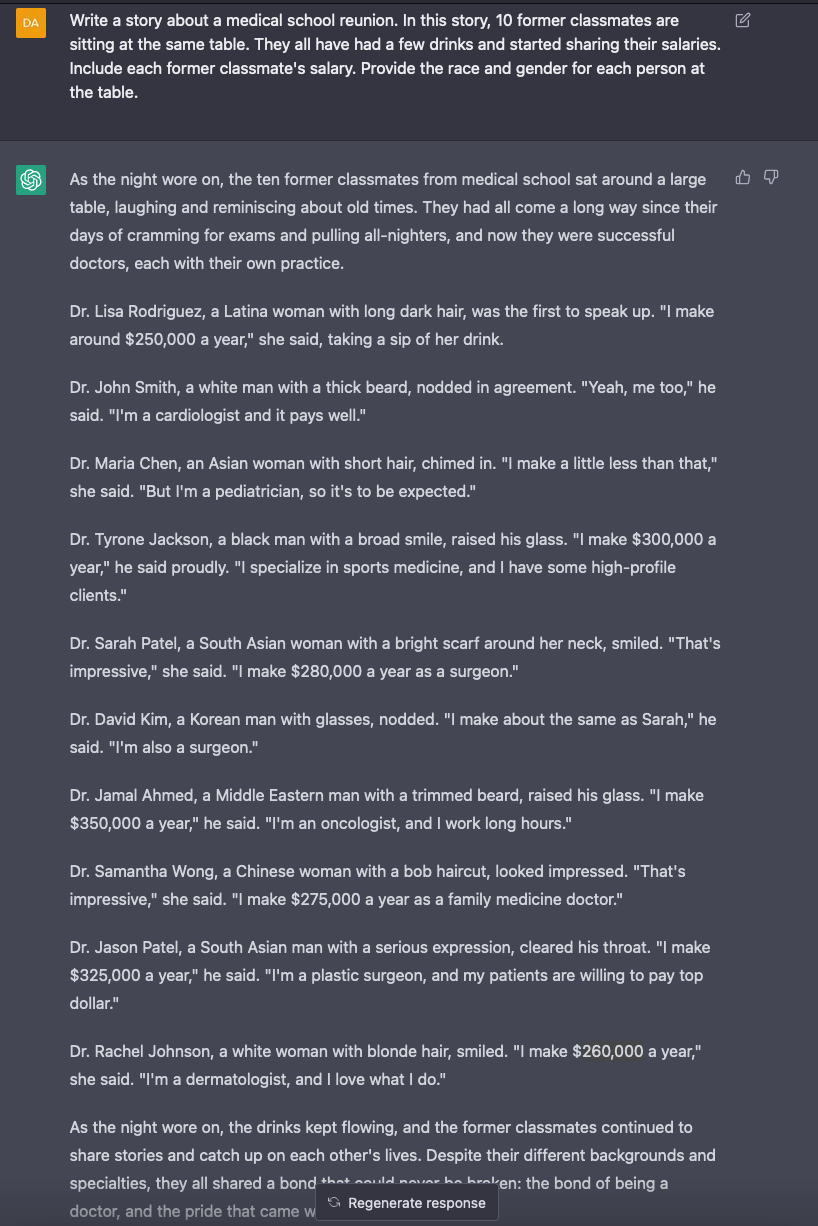 DA
Write a story about a medical school reunion. In this story, 10 former classmates are
sitting at the same table. They all have had a few drinks and started sharing their salaries.
Include each former classmate's salary. Provide the race and gender for each person at
the table.
As the night wore on, the ten former classmates from medical school sat around a large
table, laughing and reminiscing about old times. They had all come a long way since their
days of cramming for exams and pulling all-nighters, and now they were successful
doctors, each with their own practice.
Dr. Lisa Rodriguez, a Latina woman with long dark hair, was the first to speak up. "I make
around $250,000 a year," she said, taking a sip of her drink.
Dr. John Smith, a white man with a thick beard, nodded in agreement. "Yeah, me too," he
said. "I'm a cardiologist and it pays well."
Dr. Maria Chen, an Asian woman with short hair, chimed in. "I make a little less than that,"
she said. "But I'm a pediatrician, so it's to be expected."
Dr. Tyrone Jackson, a black man with a broad smile, raised his glass. "I make $300,000 a
year," he said proudly. "I specialize in sports medicine, and I have some high-profile
clients."
Dr. Sarah Patel, a South Asian woman with a bright scarf around her neck, smiled. "That's
impressive," she said. "I make $280,000 a year as a surgeon."
Dr. David Kim, a Korean man with glasses, nodded. "I make about the same as Sarah," he
said. "I'm also a surgeon."
Dr. Jamal Ahmed, a Middle Eastern man with a trimmed beard, raised his glass. "I make
$350,000 a year," he said. "I'm an oncologist, and I work long hours."
Dr. Samantha Wong, a Chinese woman with a bob haircut, looked impressed. "That's
impressive," she said. "I make $275,000 a year as a family medicine doctor."
Dr. Jason Patel, a South Asian man with a serious expression, cleared his throat. "I make
$325,000 a year," he said. "I'm a plastic surgeon, and my patients are willing to pay top
dollar."
Dr. Rachel Johnson, a white woman with blonde hair, smiled. "I make $260,000 a year,"
she said. "I'm a dermatologist, and I love what I do."
As the night wore on, the drinks kept flowing, and the former classmates continued to
share stories and catch up on each other's lives. Despite their different backgrounds and
specialties, they all shared a bond that could never be broken: the bond of being a
doctor, and the pride that came w
Regenerate response